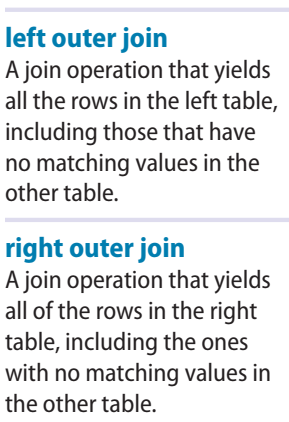 left outer join
A join operation that yields
all the rows in the left table,
including those that have
no matching values in the
other table.
right outer join
A join operation that yields
all of the rows in the right
table, including the ones
with no matching values in
the other table.